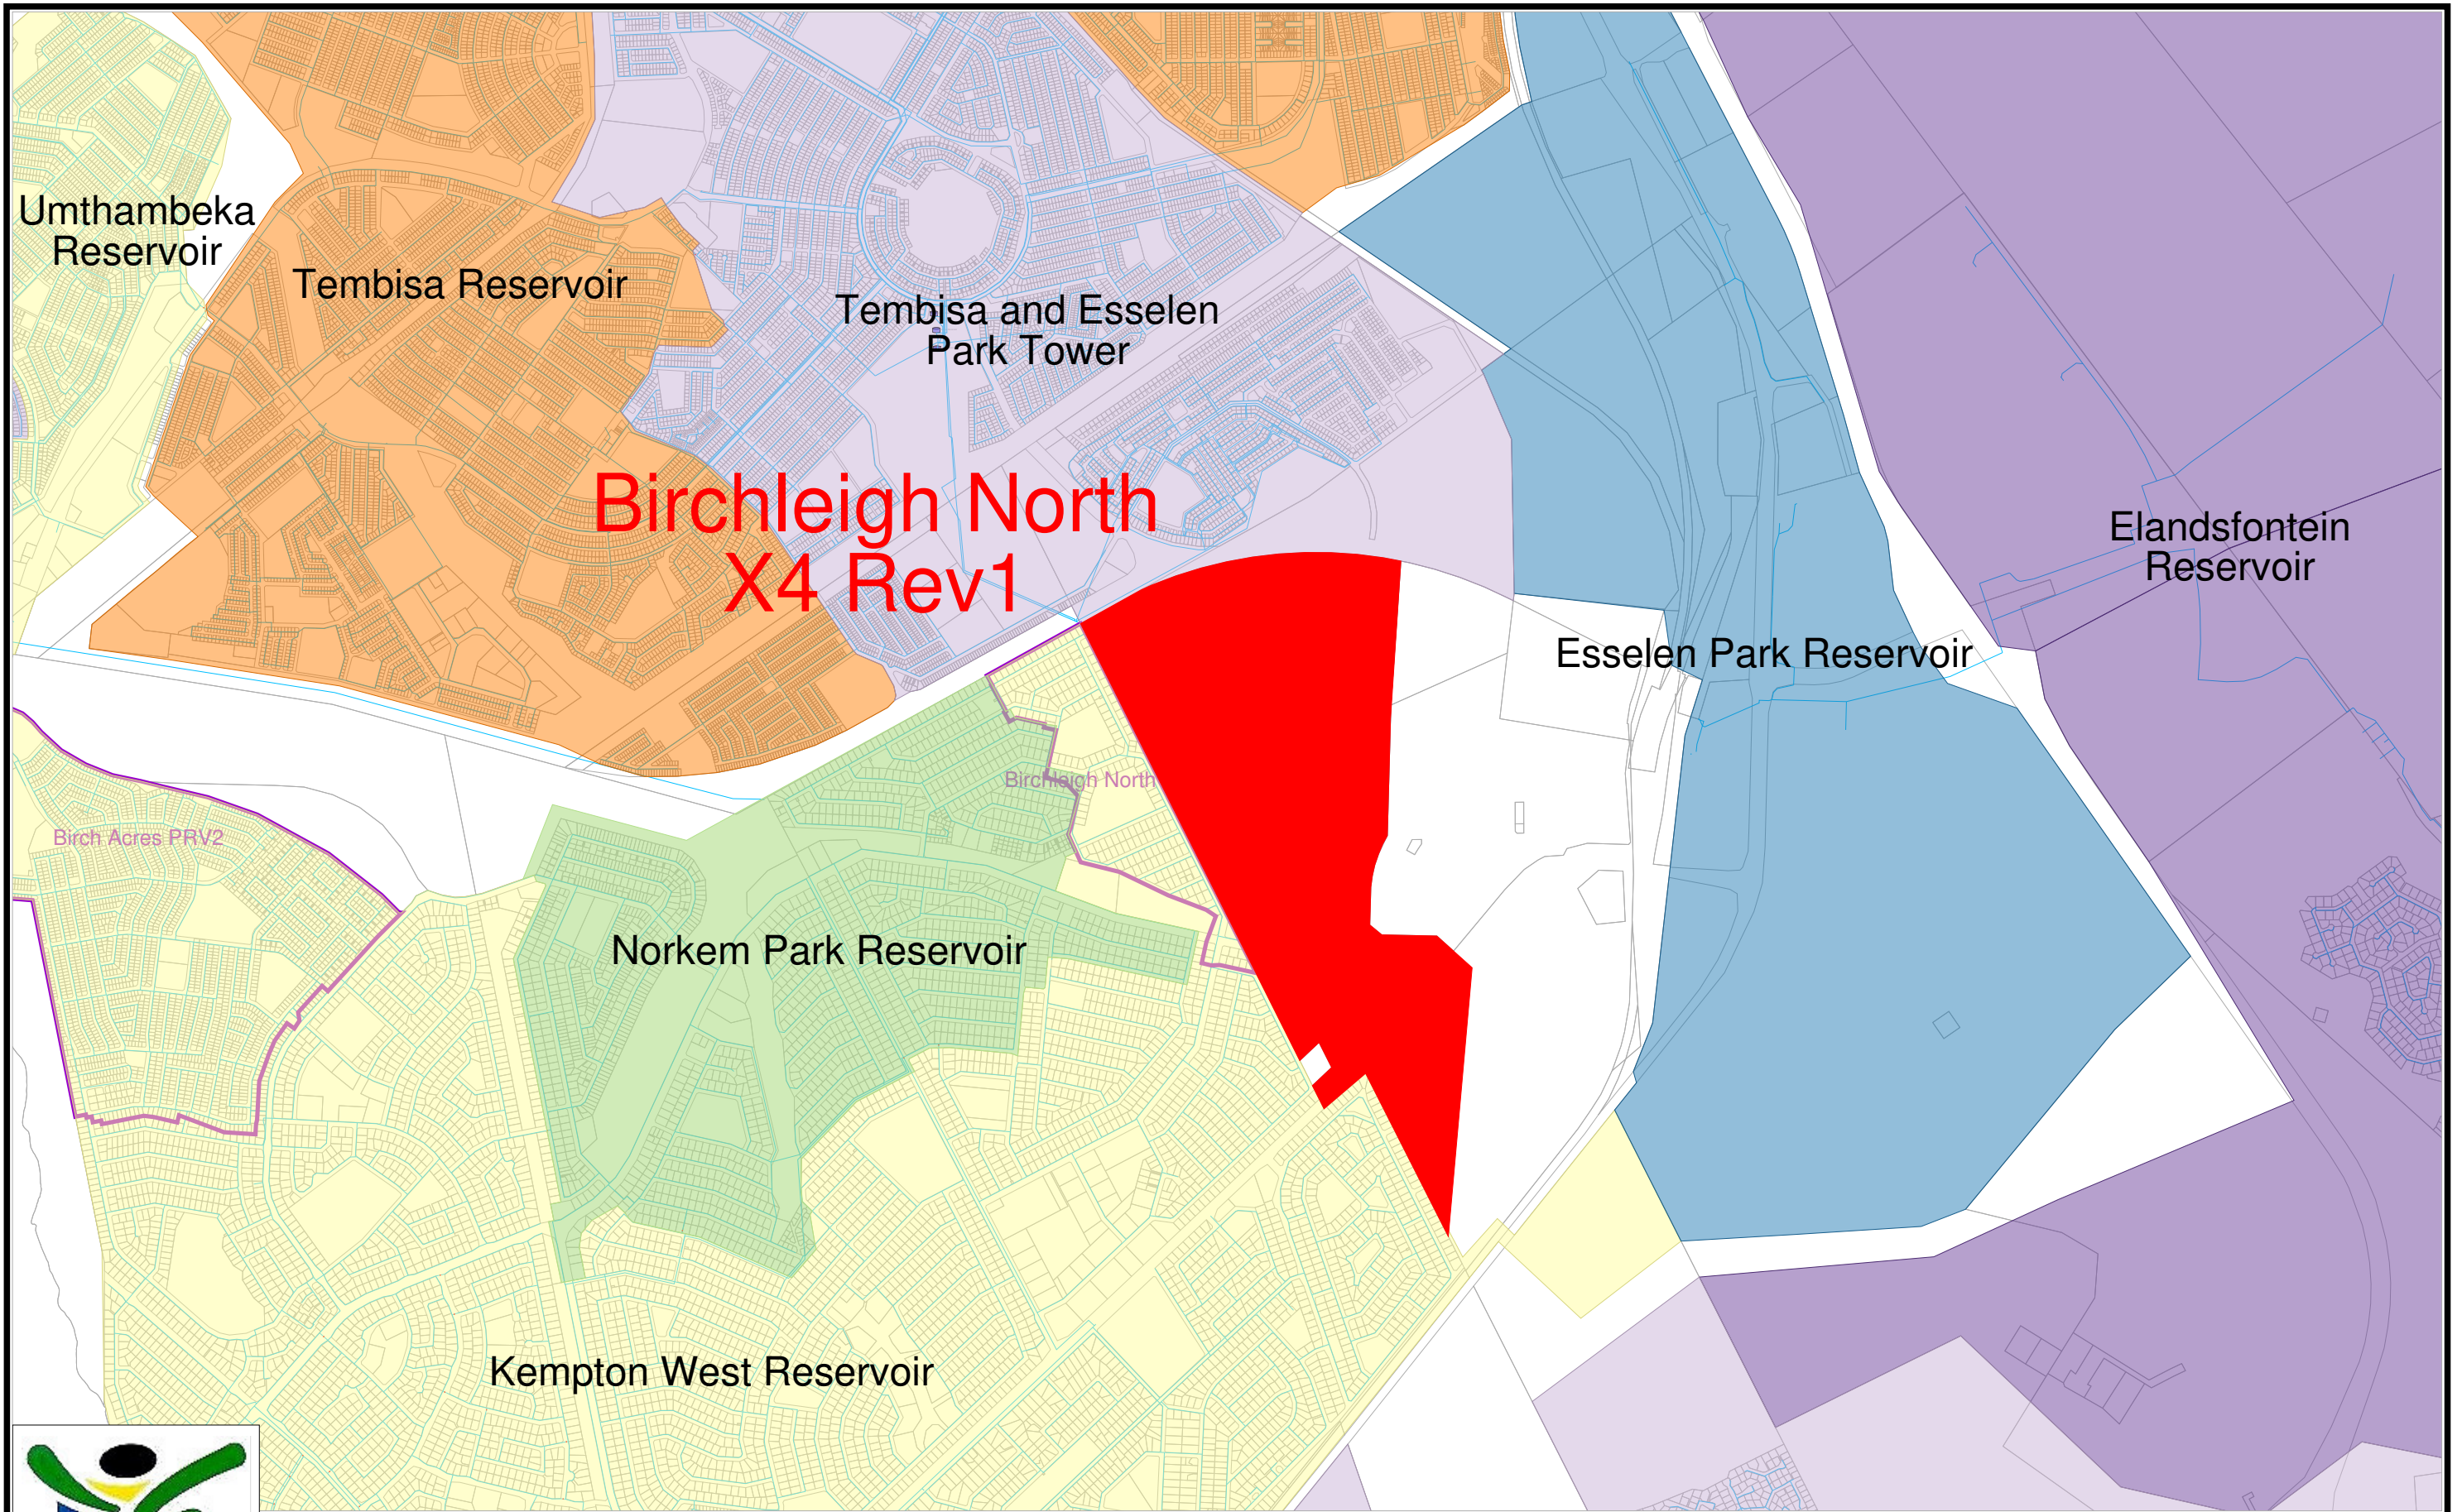 Umthambeka
Reservoir
Tembisa Reservoir
Tembisa and Esselen
Park Tower
Birchleigh North
X4 Rev1
Elandsfontein
Reservoir
Esselen Park Reservoir
Birchleigh North
Birch Acres PRV2
Norkem Park Reservoir
Kempton West Reservoir